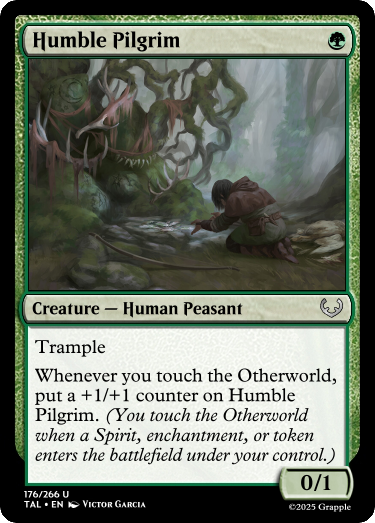 Humble Pilgrim
Creature — Human Peasant
Trample
Whenever you touch the Otherworld,
put a +1/+1 counter on Humble
Pilgrim. (You touch the Otherworld
when a Spirit, enchantment, or token
enters the battlefield under your control.)
0/1
176/266 U
TAL • EN Victor Garcia
©2025 Grapple